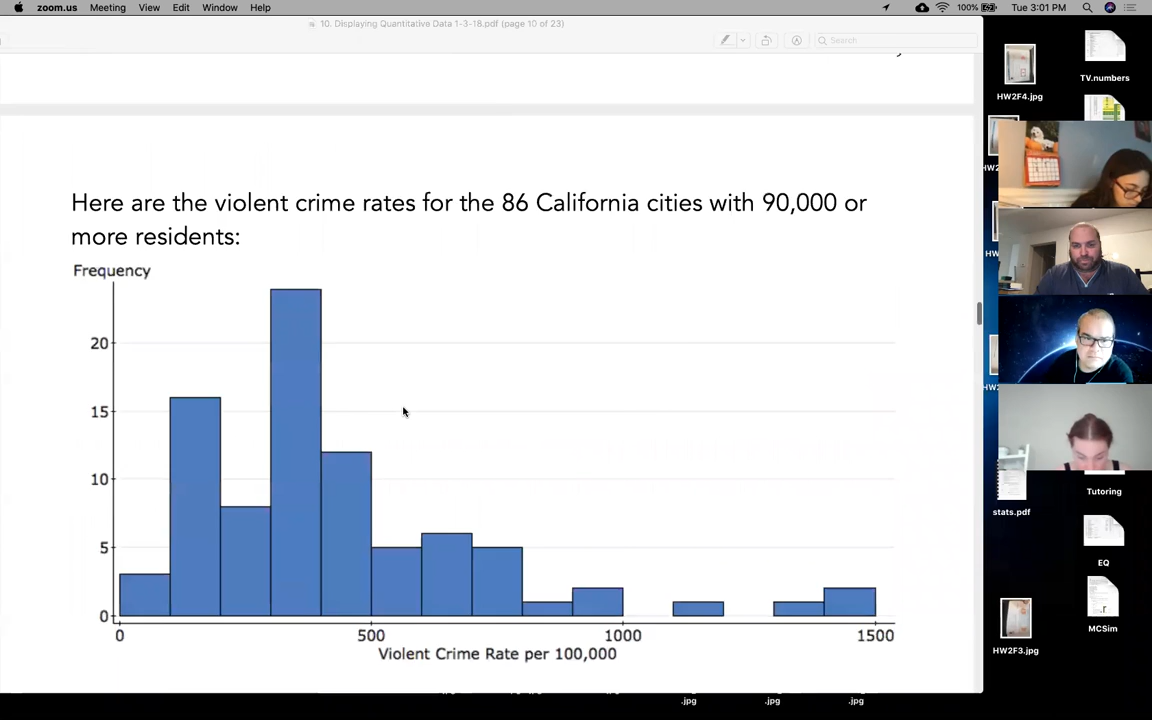 zoom.us Meeting View Edit Window Help 100% Tue 3:01 PM
10. Displaying Quantitative Data 1-3-18.pdf (page 10 of 23)
Search
Here are the violent crime rates for the 86 California cities with 90,000 or
more residents:
Frequency
20
15
10
5
0
0 500 1000 1500
Violent Crime Rate per 100,000
HW2F4.jpg
TV.numbers
Tutoring
stats.pdf
EQ
MCSim
HW2F3.jpg
.jpg
.jpg
.jpg